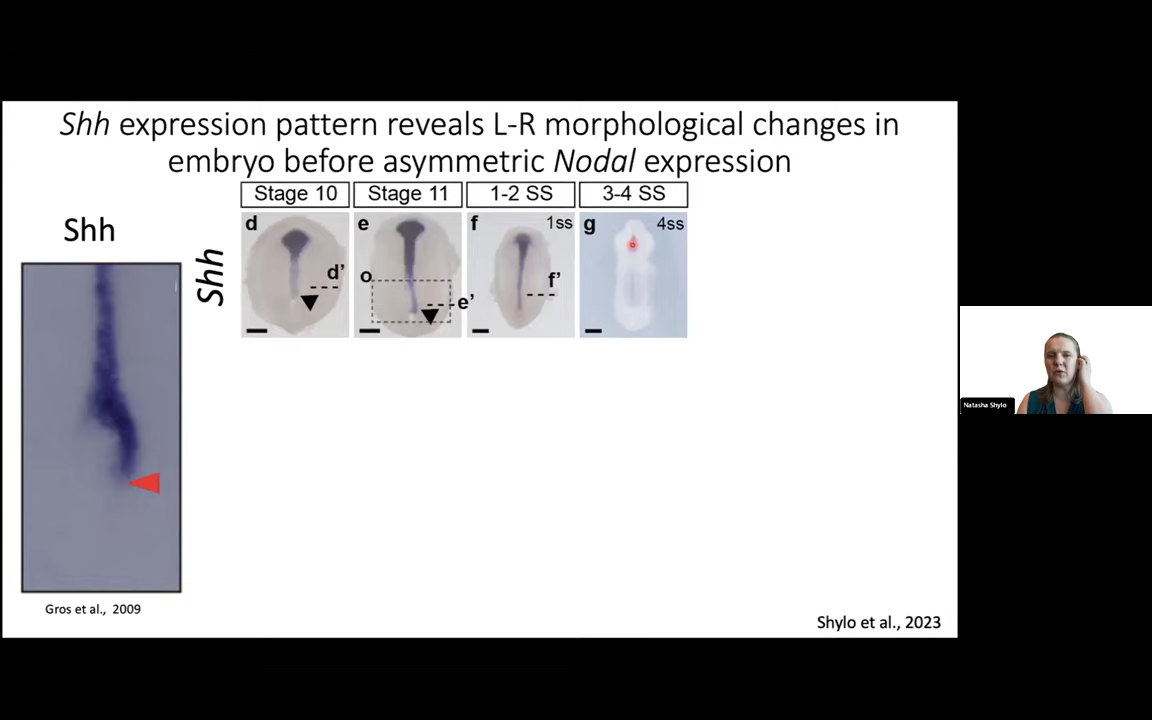 Shh expression pattern reveals L-R morphological changes in
embryo before asymmetric Nodal expression
Shh
Gros et al., 2009
Shh
Stage 10
Stage 11
1-2 SS
3-4 SS
d
d’
e
o
e’
f
1ss
f’
g
4ss
Shylo et al., 2023
Natasha Shylo